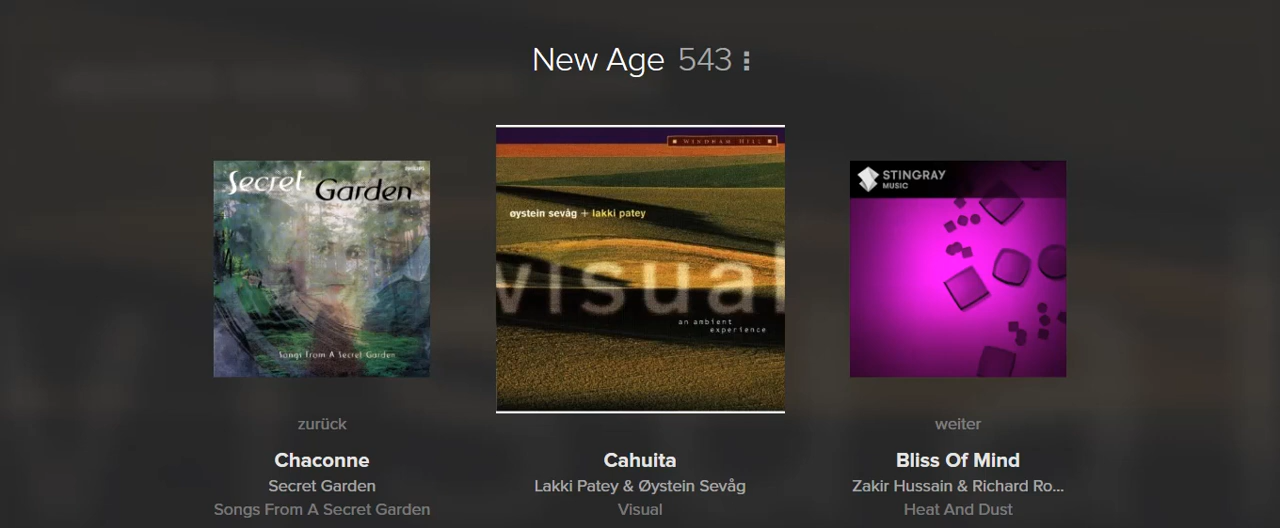 New Age 543
WINDHAM HILL
STINGRAY
MUSIC
Secret Garden
øystein sevåg + lakki patey
visual
an ambient
experience
Songs From A Secret Garden
zurück
weiter
Chaconne
Cahuita
Bliss Of Mind
Secret Garden
Lakki Patey & Øystein Sevåg
Zakir Hussain & Richard Ro...
Songs From A Secret Garden
Visual
Heat And Dust